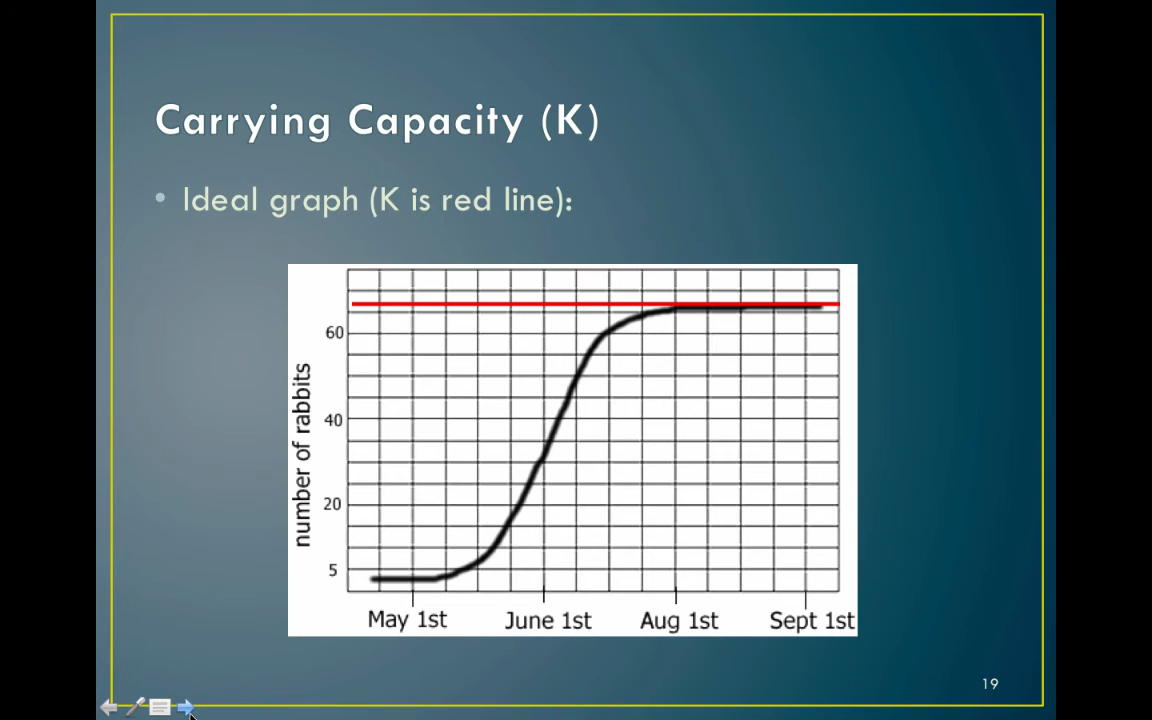 Carrying Capacity (K)
• Ideal graph (K is red line):
60
40
20
5
number of rabbits
May 1st
June 1st
Aug 1st
Sept 1st
19